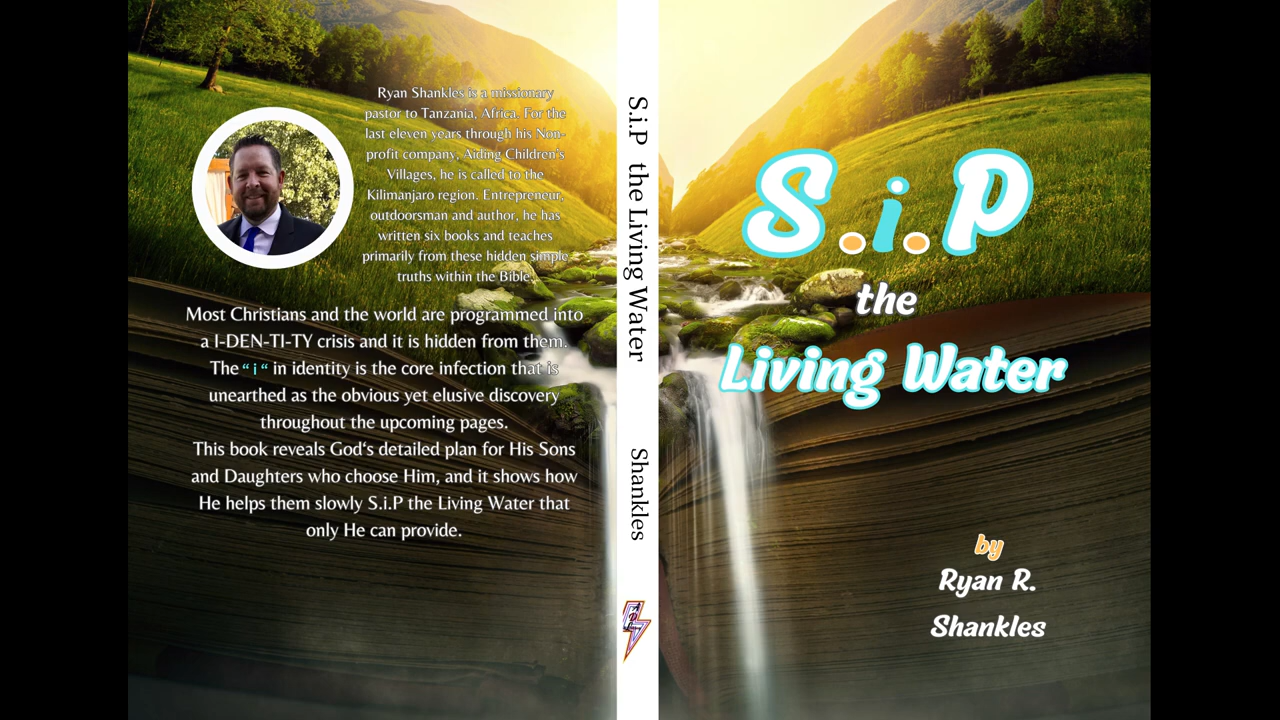 Ryan Shankles is a missionary
pastor to Tanzania, Africa. For the
last eleven years through his Non-
profit company, Aiding Children's
Villages, he is called to the
Kilimanjaro region. Entrepreneur,
outdoorsman and author, he has
written six books and teaches
primarily from these hidden simple
truths within the Bible.
Most Christians and the world are programmed into
a I-DEN-TI-TY crisis and it is hidden from them.
The “ i “ in identity is the core infection that is
unearthed as the obvious yet elusive discovery
throughout the upcoming pages.
This book reveals God‘s detailed plan for His Sons
and Daughters who choose Him, and it shows how
He helps them slowly S.i.P the Living Water that
only He can provide.
S.i.P the Living Water
Shankles
S.i.P
the
Living Water
by
Ryan R.
Shankles